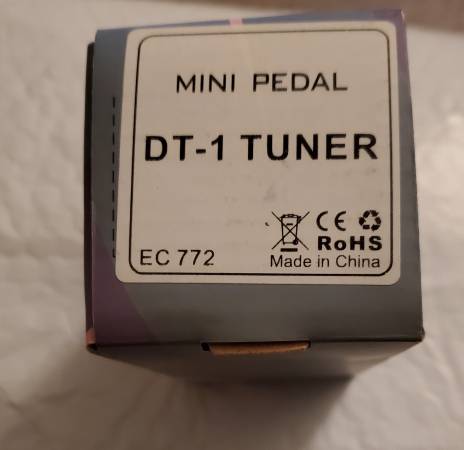 MINI PEDAL
DT-1 TUNER
CE
RoHS
EC 772
Made in China